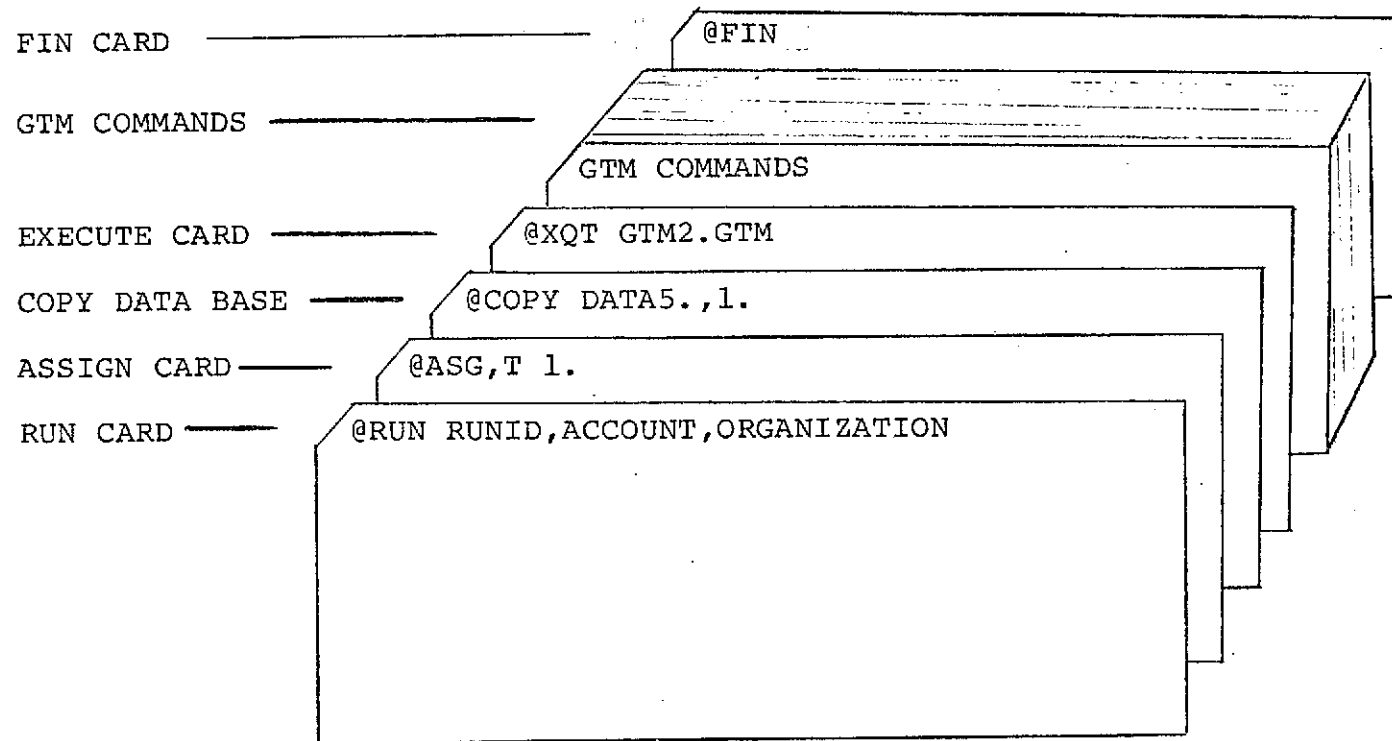 FIN CARD
@FIN
GTM COMMANDS
GTM COMMANDS
EXECUTE CARD
@XQT GTM2.GTM
COPY DATA BASE
@COPY DATA5.,1.
ASSIGN CARD
@ASG,T 1.
RUN CARD
@RUN RUNID,ACCOUNT,ORGANIZATION